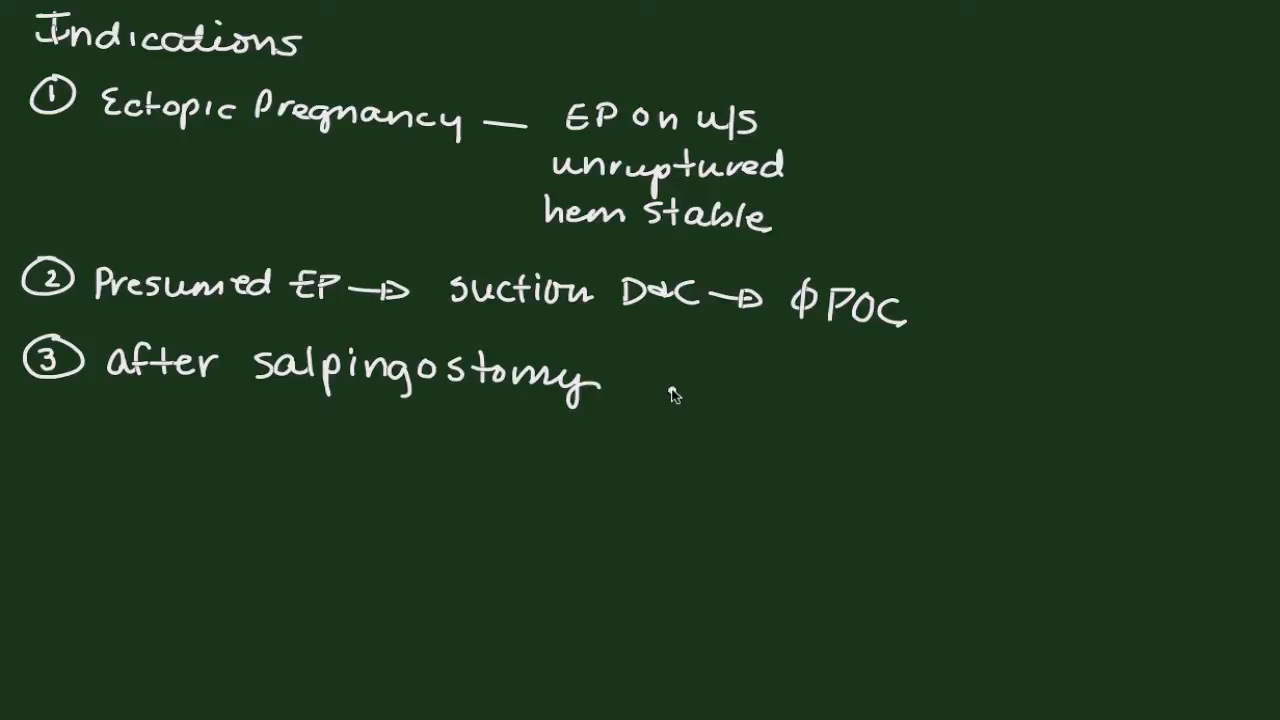 Indications
① Ectopic Pregnancy — EP on u/s
unruptured
hem stable
② Presumed EP → suction D&C → ϕ POC
③ after salpingostomy